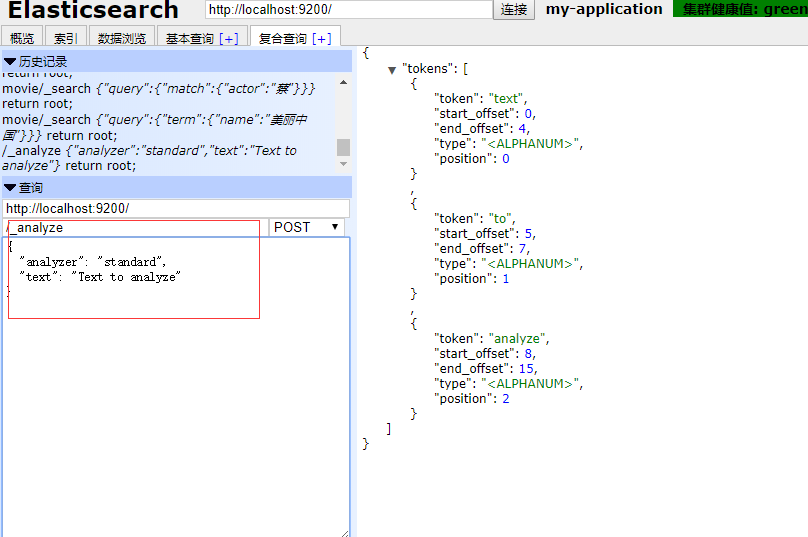 Elasticsearch
http://localhost:9200/
连接
my-application
集群健康值: green
概览
索引
数据浏览
基本查询 [+]
复合查询 [+]
历史记录
return root;
movie/_search {"query":{"match":{"actor":"蔡"}}}
return root;
movie/_search {"query":{"term":{"name":"美丽中
国"}}} return root;
/_analyze {"analyzer":"standard","text":"Text to
analyze"} return root;
查询
http://localhost:9200/
/_analyze
POST
{
"analyzer": "standard",
"text": "Text to analyze"
}
{
"tokens": [
{
"token": "text",
"start_offset": 0,
"end_offset": 4,
"type": "<ALPHANUM>",
"position": 0
}
,
{
"token": "to",
"start_offset": 5,
"end_offset": 7,
"type": "<ALPHANUM>",
"position": 1
}
,
{
"token": "analyze",
"start_offset": 8,
"end_offset": 15,
"type": "<ALPHANUM>",
"position": 2
}
]
}